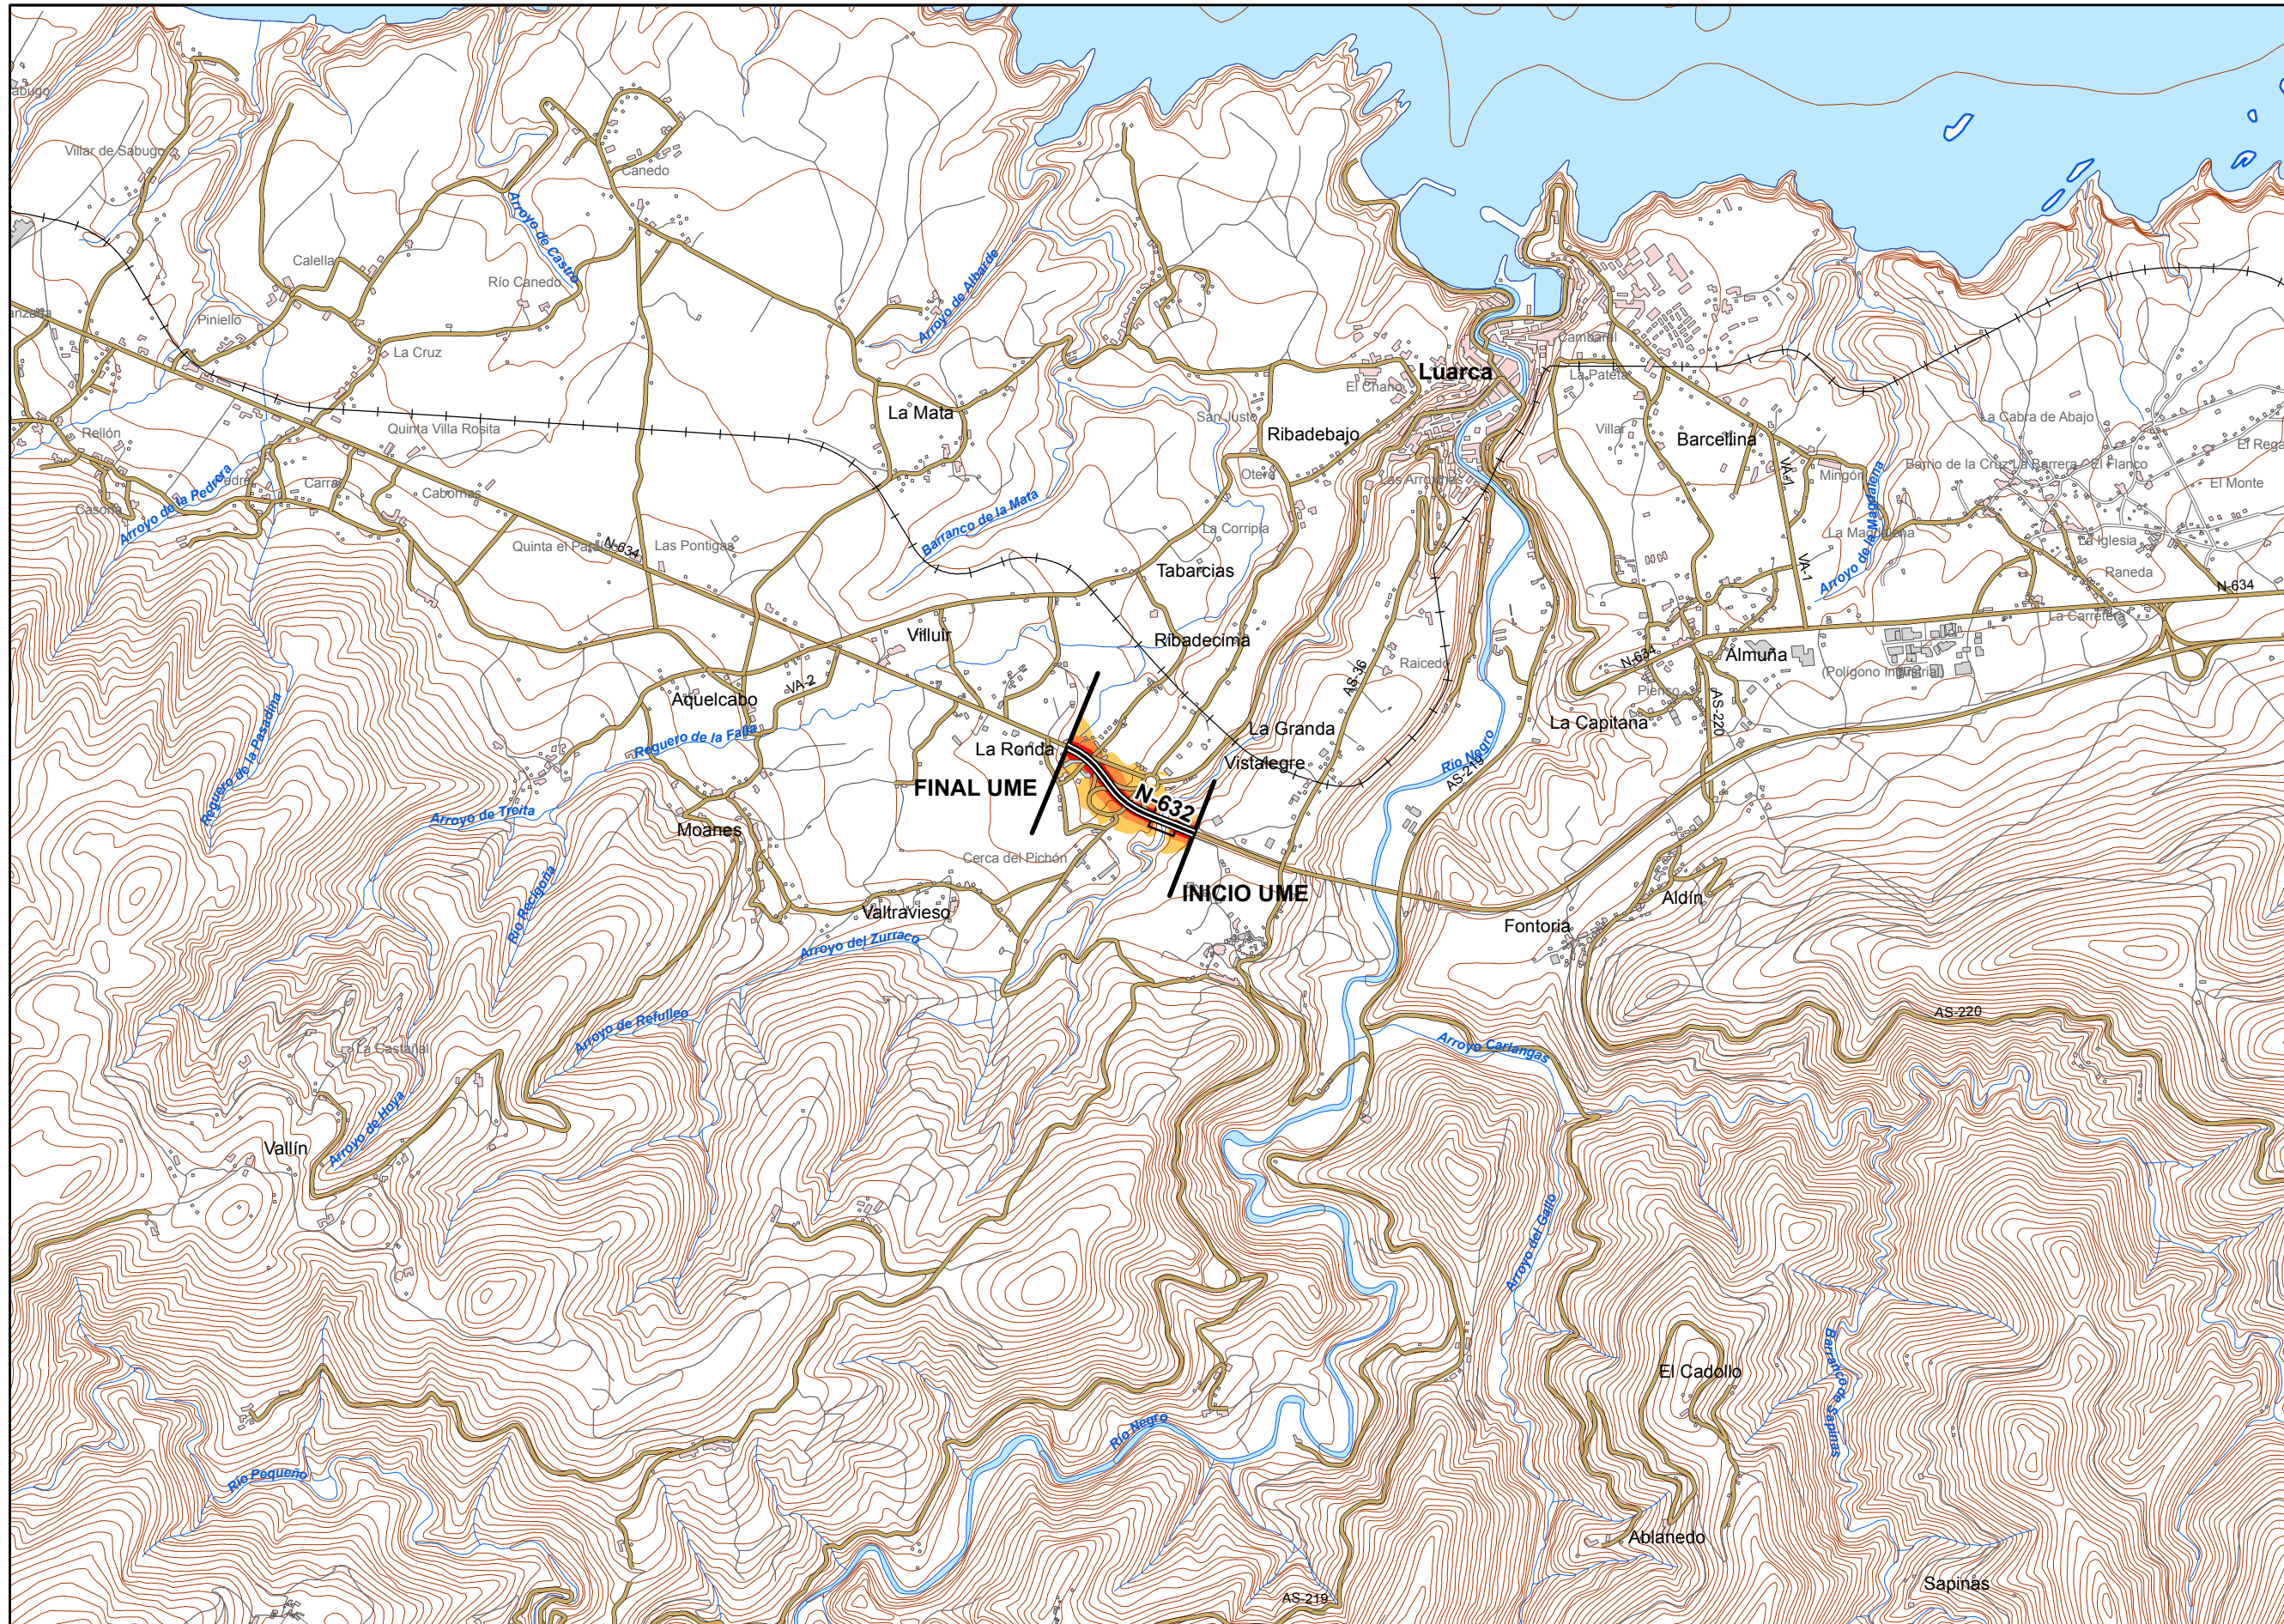 abugo
Villar de Sabugo
Canedo
Arroyo de Castro
Calella
Río Canedo
Arroyo de Albarde
Piniello
La Cruz
Cambaral
Luarca
La Pateta
El Chano
La Mata
San Justo
Ribadebajo
Quinta Villa Rosita
Rellón
Villar
Barcellina
La Cabra de Abajo
El Rega
Arroyo de la Pedrera
Carral
Cabornas
Otero
Las Arroxinas
VA-1
Mingón
Barrio de la Cruz
La Barrera
El Flanco
El Monte
Casona
Barranco de la Mata
La Corripia
Arroyo de la Magdalena
La Magdalena
La Iglesia
N-634
Las Pontigas
Tabarcias
VA-1
Raneda
N-634
La Carretera
Villuir
Ribadecima
Raicedo
AS-36
N-634
Almuña
(Polígono Industrial)
Aquelcabo
VA-2
Pienso
AS-220
Reguero de la Pasadina
La Capitana
La Granda
Reguero de la Falla
La Ronda
Río Negro
Vistalegre
AS-219
FINAL UME
N-632
Arroyo de Treita
Moanes
Cerca del Pichón
INICIO UME
Aldín
Río Recigoña
Valtravieso
Fontoria
Arroyo del Zurraco
AS-220
Arroyo de Refulleo
Arroyo Carlangas
La Castañal
Arroyo de Hoya
Vallín
Arroyo del Gallo
El Cadollo
Barranco de Sapinas
Río Negro
Río Pequeño
Ablanedo
Sapinas
AS-219